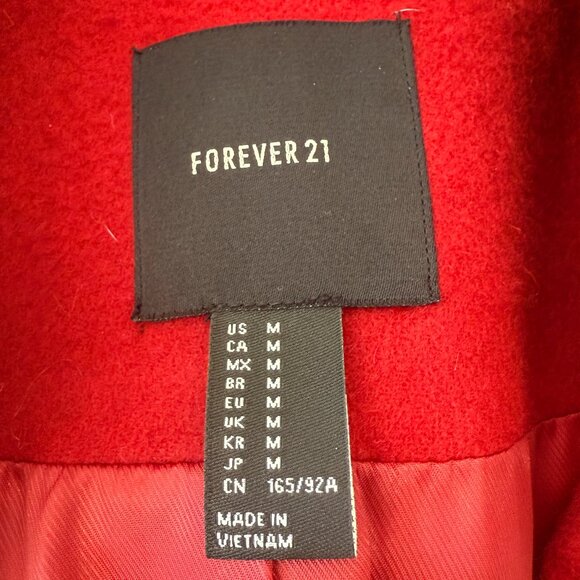 FOREVER 21
US M
CA M
MX M
BR M
EU M
UK M
KR M
JP M
CN 165/92A
MADE IN
VIETNAM